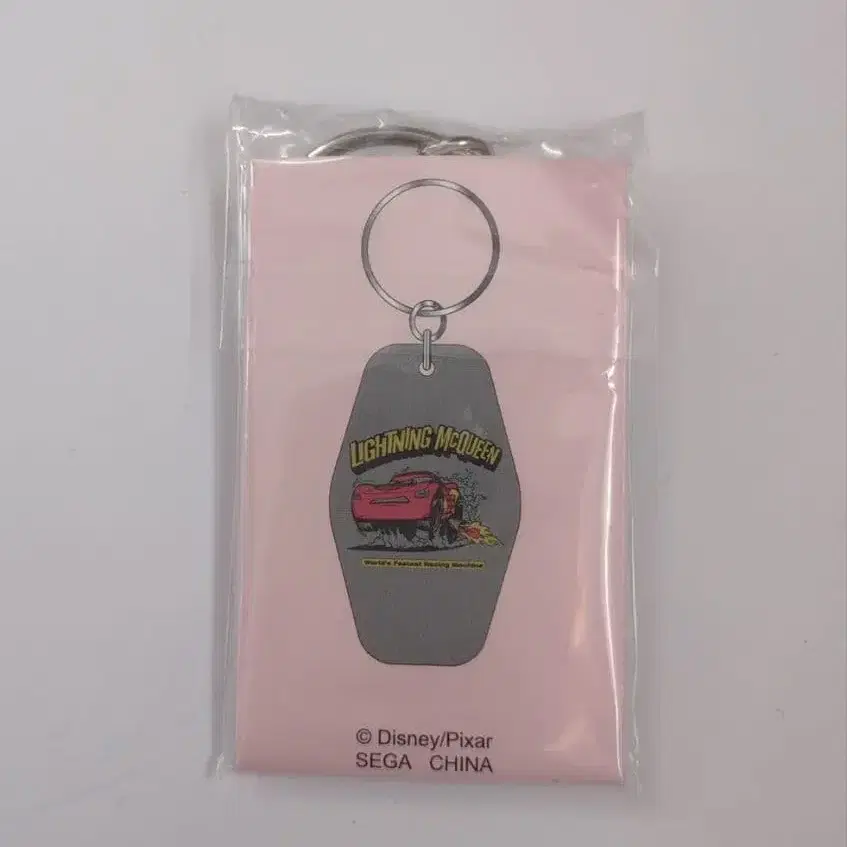 LIGHTNING McQUEEN
World's Fastest Racing Machine
© Disney/Pixar
SEGA CHINA